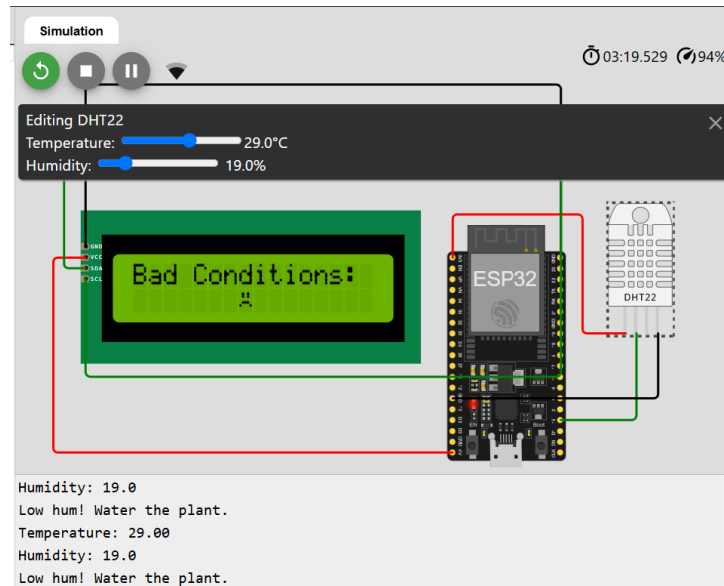 Simulation
03:19.529 94%
Editing DHT22
Temperature: 29.0°C
Humidity: 19.0%
GND
VCC
SDA
SCL
Bad Conditions:
ESP32
DHT22
EN
Boot
Humidity: 19.0
Low hum! Water the plant.
Temperature: 29.00
Humidity: 19.0
Low hum! Water the plant.